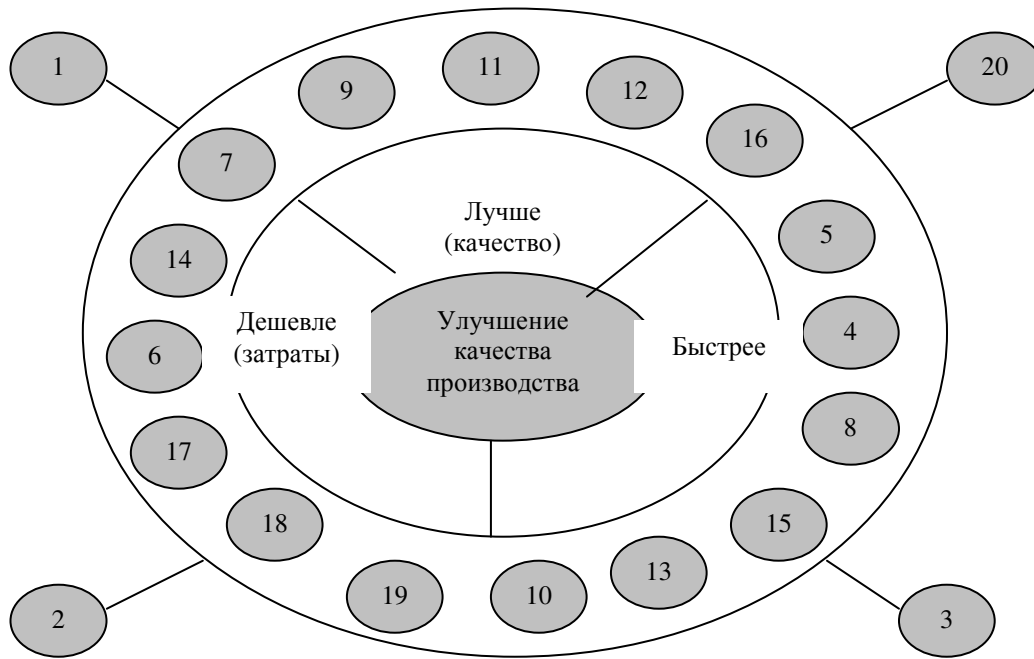 1
20
11
9
12
16
7
Лучше
(качество)
5
14
Дешевле
(затраты)
Улучшение
качества
производства
Быстрее
4
6
8
17
18
15
13
19
10
2
3